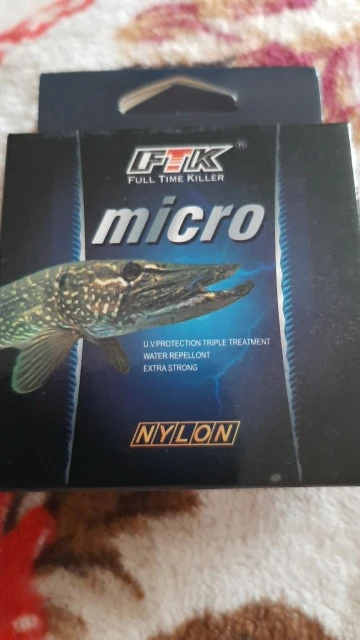 FTK®
FULL TIME KILLER
micro
U.V PROTECTION TRIPLE TREATMENT
WATER REPELLONT
EXTRA STRONG
NYLON